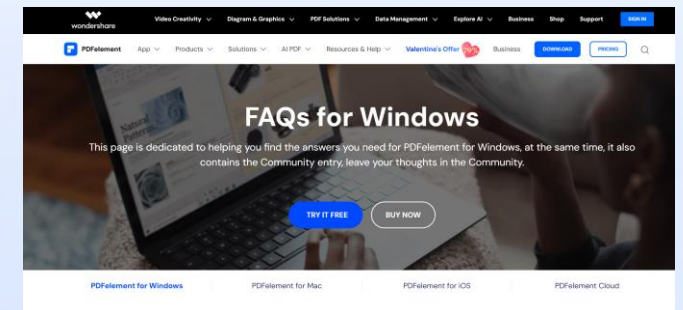 wondershare
Video Creativity Diagram & Graphics PDF Solutions Data Management Explore AI Business Shop Support SIGN IN
PDFelement App Products Solutions AI PDF Resources & Help Valentine's Offer Business DOWNLOAD PRICING
Natural
Patterns
FAQs for Windows
This page is dedicated to helping you find the answers you need for PDFelement for Windows, at the same time, it also
contains the Community entry, leave your thoughts in the Community.
TRY IT FREE BUY NOW
PDFelement for Windows PDFelement for Mac PDFelement for iOS PDFelement Cloud